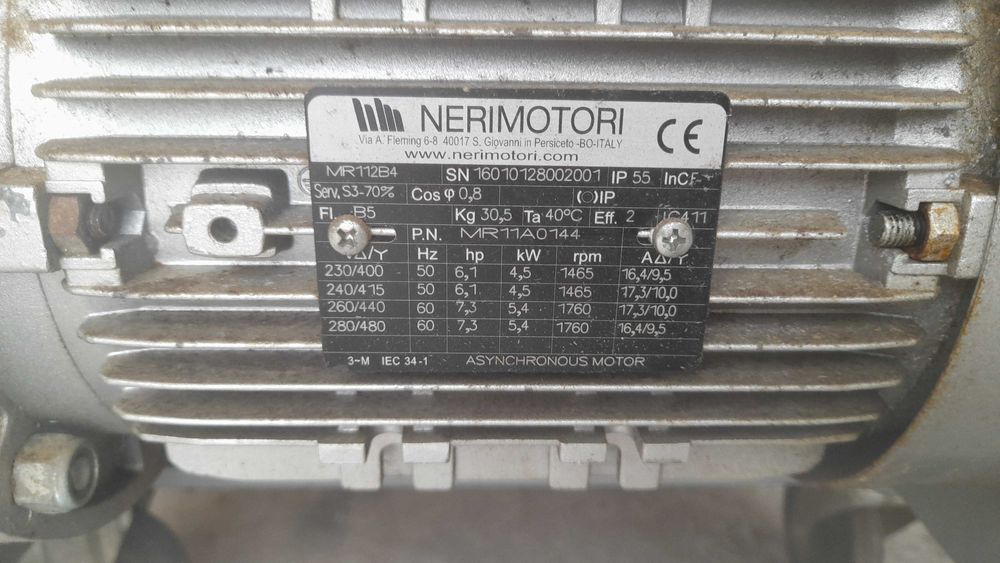 NERIMOTORI
Via A. Fleming 6-8 40017 S. Giovanni in Persiceto -BO-ITALY
www.nerimotori.com
CE
MR112B4 SN 16010128002001 IP 55 InCl F
Serv. S3-70% Cos φ 0,8 IP
B5 Kg 30,5 Ta 40°C Eff. 2 IC411
P.N. MR11A0144
Δ/Y Hz hp kW rpm AΔ/Y
230/400 50 6,1 4,5 1465 16,4/9,5
240/415 50 6,1 4,5 1465 17,3/10,0
260/440 60 7,3 5,4 1760 17,3/10,0
280/480 60 7,3 5,4 1760 16,4/9,5
3~M IEC 34-1 ASYNCHRONOUS MOTOR